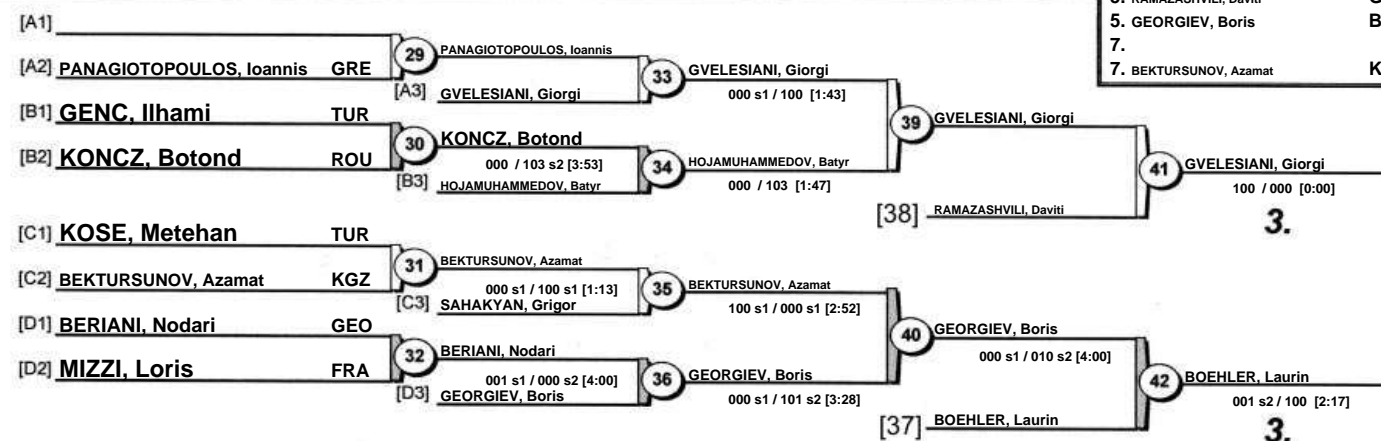 5. GEORGIEV, Boris B
7.
7. BEKTURSUNOV, Azamat K
[A1]
[A2] PANAGIOTOPOULOS, Ioannis GRE
29
PANAGIOTOPOULOS, Ioannis
[A3] GVELESIANI, Giorgi
33
GVELESIANI, Giorgi
000 s1 / 100 [1:43]
[B1] GENC, Ilhami TUR
[B2] KONCZ, Botond ROU
30
KONCZ, Botond
000 / 103 s2 [3:53]
[B3] HOJAMUHAMMEDOV, Batyr
34
HOJAMUHAMMEDOV, Batyr
000 / 103 [1:47]
39
GVELESIANI, Giorgi
[38] RAMAZASHVILI, Daviti
41
GVELESIANI, Giorgi
100 / 000 [0:00]
3.
[C1] KOSE, Metehan TUR
[C2] BEKTURSUNOV, Azamat KGZ
31
BEKTURSUNOV, Azamat
000 s1 / 100 s1 [1:13]
[C3] SAHAKYAN, Grigor
35
BEKTURSUNOV, Azamat
100 s1 / 000 s1 [2:52]
[D1] BERIANI, Nodari GEO
[D2] MIZZI, Loris FRA
32
BERIANI, Nodari
001 s1 / 000 s2 [4:00]
[D3] GEORGIEV, Boris
36
GEORGIEV, Boris
000 s1 / 101 s2 [3:28]
40
GEORGIEV, Boris
000 s1 / 010 s2 [4:00]
[37] BOEHLER, Laurin
42
BOEHLER, Laurin
001 s2 / 100 [2:17]
3.